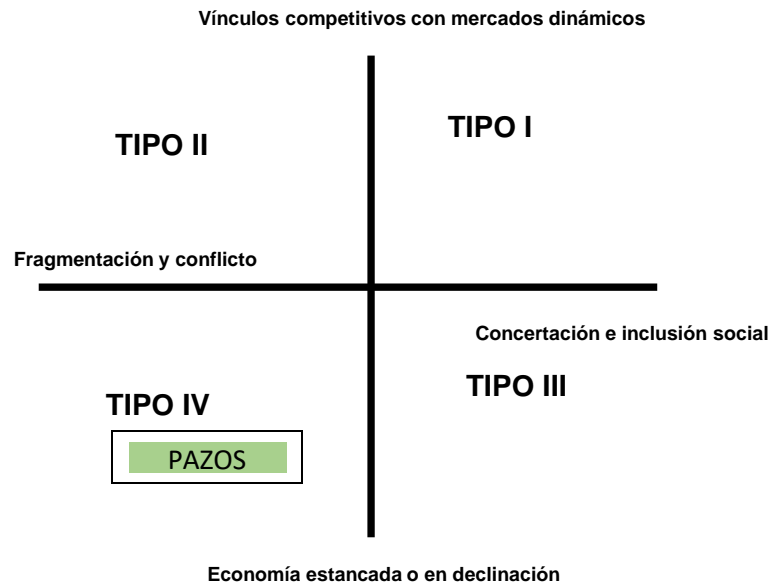 Vínculos competitivos con mercados dinámicos
TIPO I
TIPO II
Fragmentación y conflicto
Concertación e inclusión social
TIPO III
TIPO IV
PAZOS
Economía estancada o en declinación